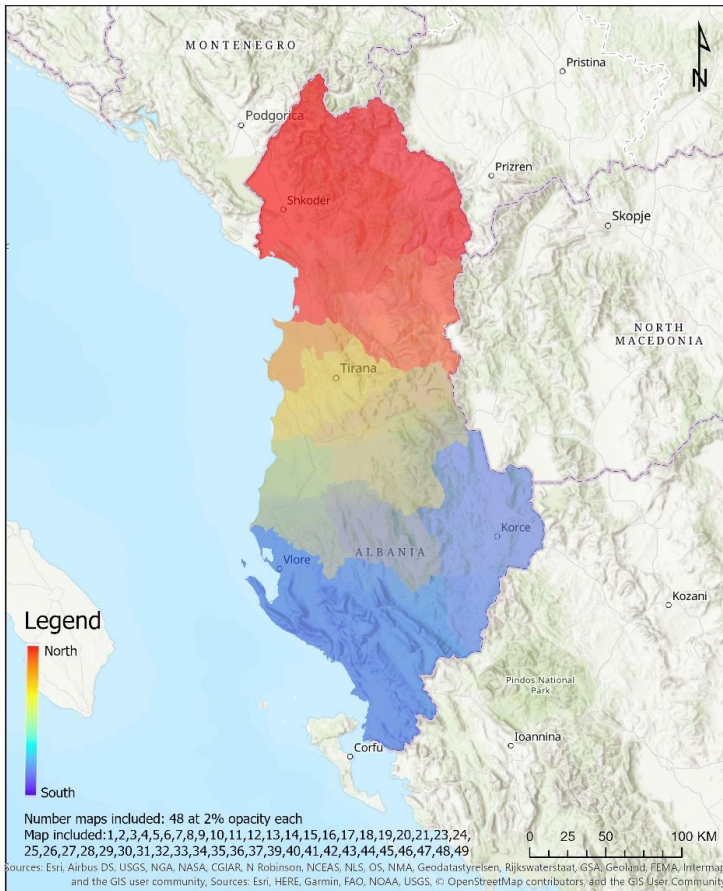 MONTENEGRO
Pristina
N
Podgorica
Prizren
Shkoder
Skopje
NORTH
MACEDONIA
Tirana
Korce
ALBANIA
Vlore
Kozani
Legend
North
Pindos National
Park
Ioannina
Corfu
South
Number maps included: 48 at 2% opacity each
Map included:1,2,3,4,5,6,7,8,9,10,11,12,13,14,15,16,17,18,19,20,21,23,24,
25,26,27,28,29,30,31,32,33,34,35,36,37,39,40,41,42,43,44,45,46,47,48,49
0 25 50 100 KM
Sources: Esri, Airbus DS, USGS, NGA, NASA, CGIAR, N Robinson, NCEAS, NLS, OS, NMA, Geodatastyrelsen, Rijkswaterstaat, GSA, Geoland, FEMA, Interma
and the GIS user community, Sources: Esri, HERE, Garmin, FAO, NOAA, USGS, © OpenStreetMap contributors, and the GIS User Commun